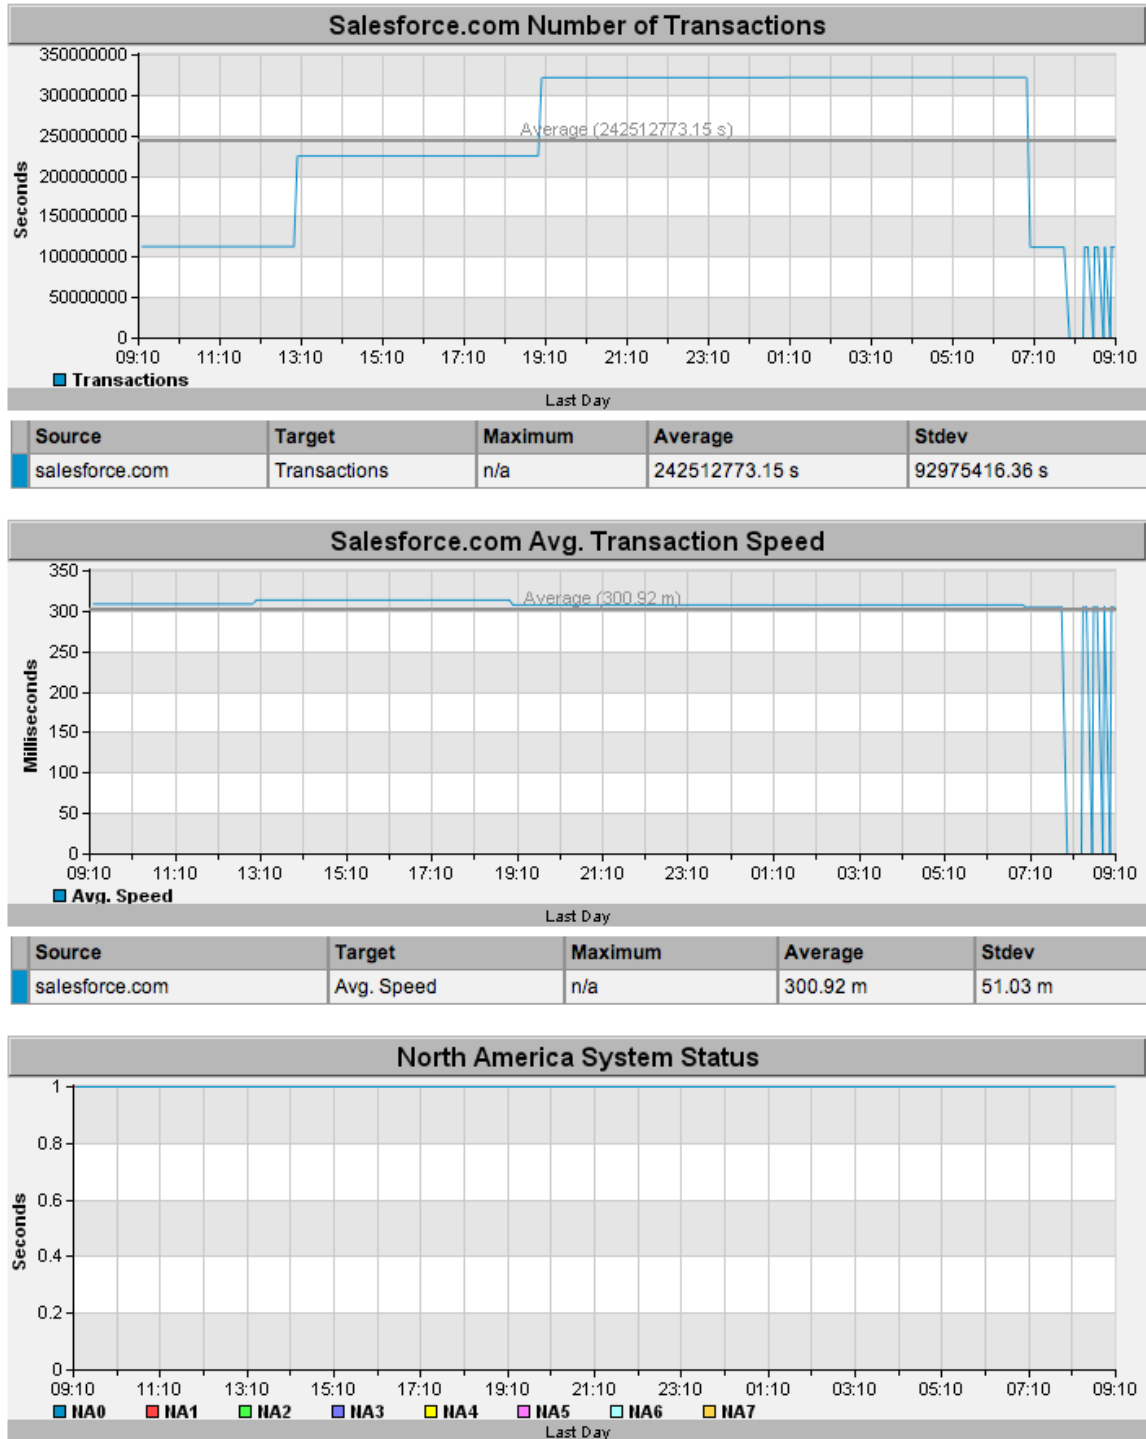 Salesforce.com Number of Transactions
350000000
300000000
250000000
200000000
150000000
100000000
50000000
0
Seconds
Average (242512773.15 s)
09:10 11:10 13:10 15:10 17:10 19:10 21:10 23:10 01:10 03:10 05:10 07:10 09:10
Transactions
Last Day
Source Target Maximum Average Stdev
salesforce.com Transactions n/a 242512773.15 s 92975416.36 s
Salesforce.com Avg. Transaction Speed
350
300
250
200
150
100
50
0
Milliseconds
Average (300.92 m)
09:10 11:10 13:10 15:10 17:10 19:10 21:10 23:10 01:10 03:10 05:10 07:10 09:10
Avg. Speed
Last Day
Source Target Maximum Average Stdev
salesforce.com Avg. Speed n/a 300.92 m 51.03 m
North America System Status
1
0.8
0.6
0.4
0.2
0
Seconds
09:10 11:10 13:10 15:10 17:10 19:10 21:10 23:10 01:10 03:10 05:10 07:10 09:10
NA0 NA1 NA2 NA3 NA4 NA5 NA6 NA7
Last Day